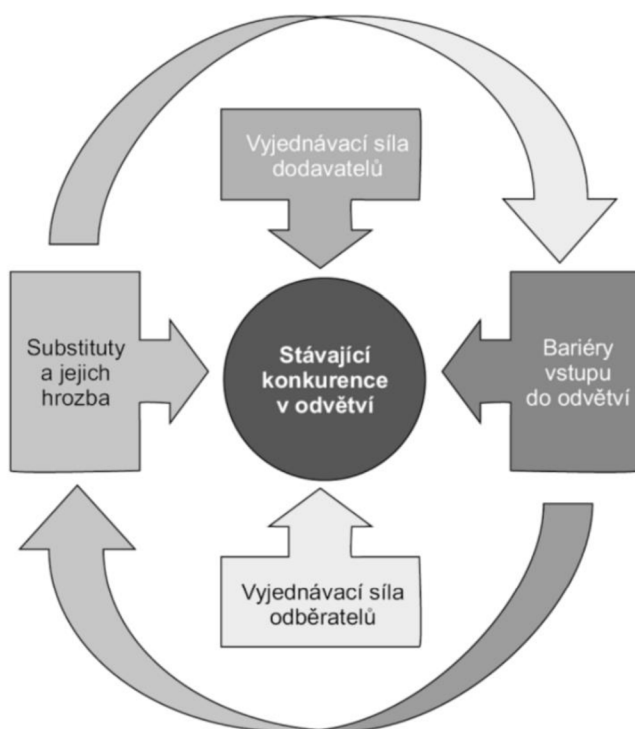 Vyjednávací síla
dodavatelů
Substituty
a jejich
hrozba
Stávající
konkurence
v odvětví
Bariéry
vstupu
do odvětví
Vyjednávací síla
odběratelů